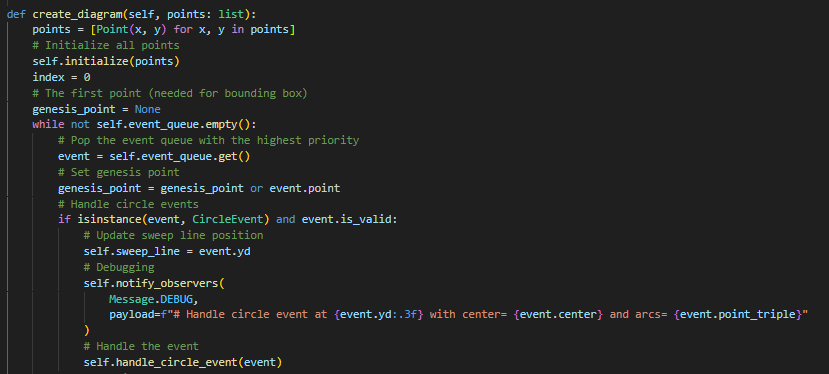 def create_diagram(self, points: list):
    points = [Point(x, y) for x, y in points]
    # Initialize all points
    self.initialize(points)
    index = 0
    # The first point (needed for bounding box)
    genesis_point = None
    while not self.event_queue.empty():
        # Pop the event queue with the highest priority
        event = self.event_queue.get()
        # Set genesis point
        genesis_point = genesis_point or event.point
        # Handle circle events
        if isinstance(event, CircleEvent) and event.is_valid:
            # Update sweep line position
            self.sweep_line = event.yd
            # Debugging
            self.notify_observers(
                Message.DEBUG,
                payload=f"# Handle circle event at {event.yd:.3f} with center= {event.center} and arcs= {event.point_triple}"
            )
            # Handle the event
            self.handle_circle_event(event)